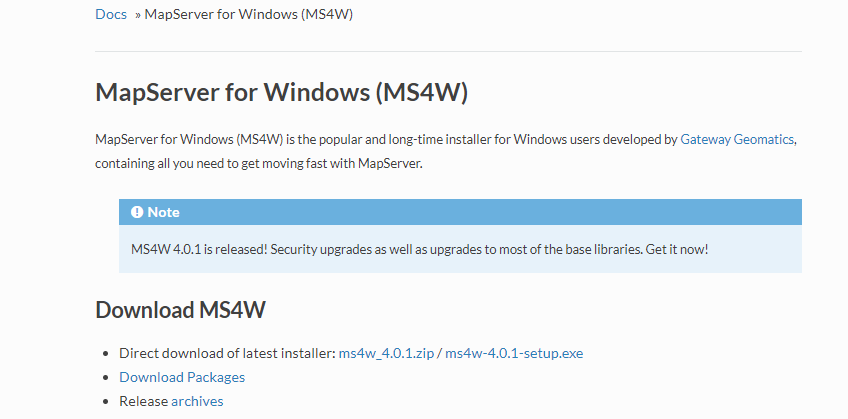 Docs » MapServer for Windows (MS4W)
MapServer for Windows (MS4W)
MapServer for Windows (MS4W) is the popular and long-time installer for Windows users developed by Gateway Geomatics,
containing all you need to get moving fast with MapServer.
Note
MS4W 4.0.1 is released! Security upgrades as well as upgrades to most of the base libraries. Get it now!
Download MS4W
• Direct download of latest installer: ms4w_4.0.1.zip / ms4w-4.0.1-setup.exe
• Download Packages
• Release archives